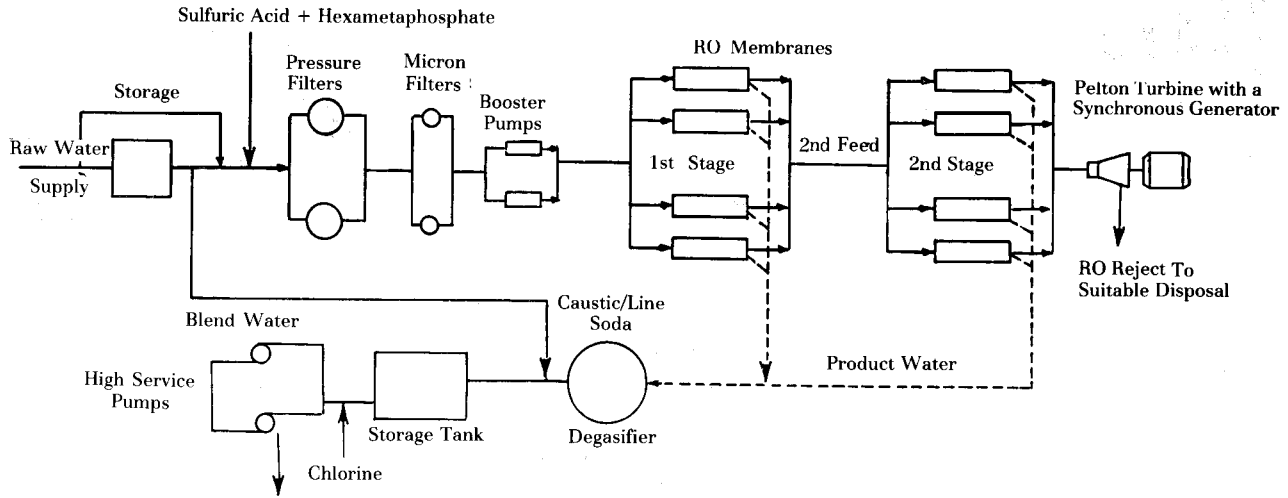 Sulfuric Acid + Hexametaphosphate
RO Membranes
Pressure
Filters
Micron
Filters
Storage
Booster
Pumps
Pelton Turbine with a
Synchronous Generator
Raw Water
Supply
1st Stage
2nd Feed
2nd Stage
RO Reject To
Suitable Disposal
Caustic/Line
Soda
Blend Water
High Service
Pumps
Product Water
Storage Tank
Degasifier
Chlorine